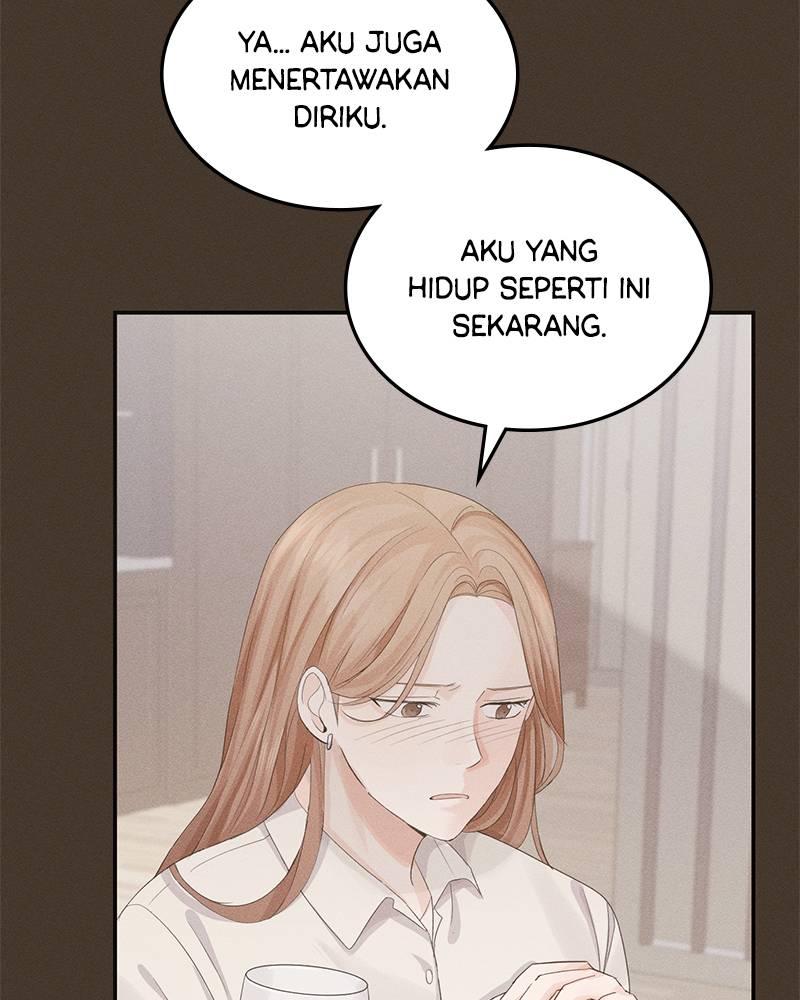 YA... AKU JUGA
MENERTAWAKAN
DIRIKU.
AKU YANG
HIDUP SEPERTI INI
SEKARANG.